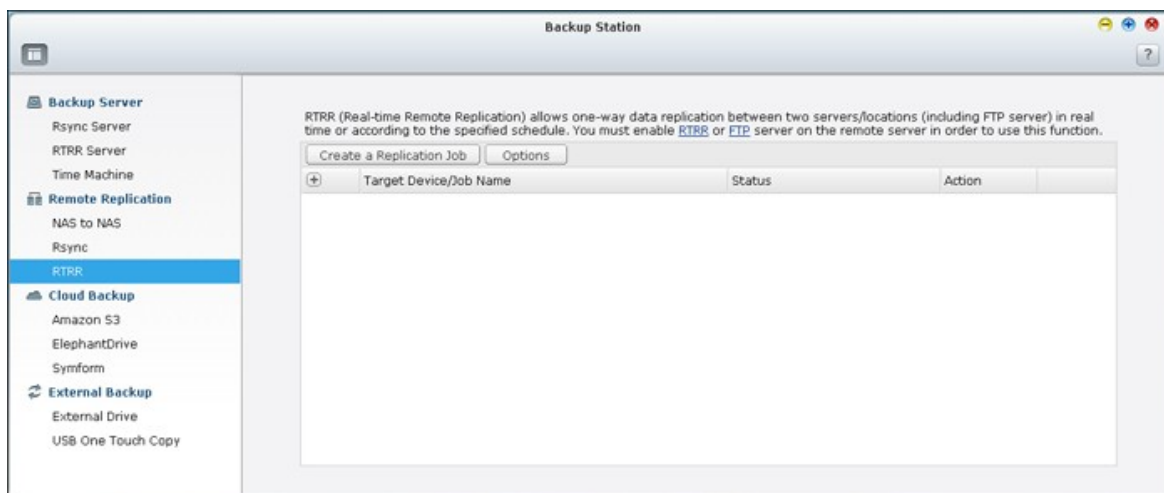 Backup Station
?
Backup Server
Rsync Server
RTRR Server
Time Machine
Remote Replication
NAS to NAS
Rsync
RTRR
Cloud Backup
Amazon S3
ElephantDrive
Symform
External Backup
External Drive
USB One Touch Copy
RTRR (Real-time Remote Replication) allows one-way data replication between two servers/locations (including FTP server) in real
time or according to the specified schedule. You must enable RTRR or FTP server on the remote server in order to use this function.
Create a Replication Job Options
Target Device/Job Name Status Action